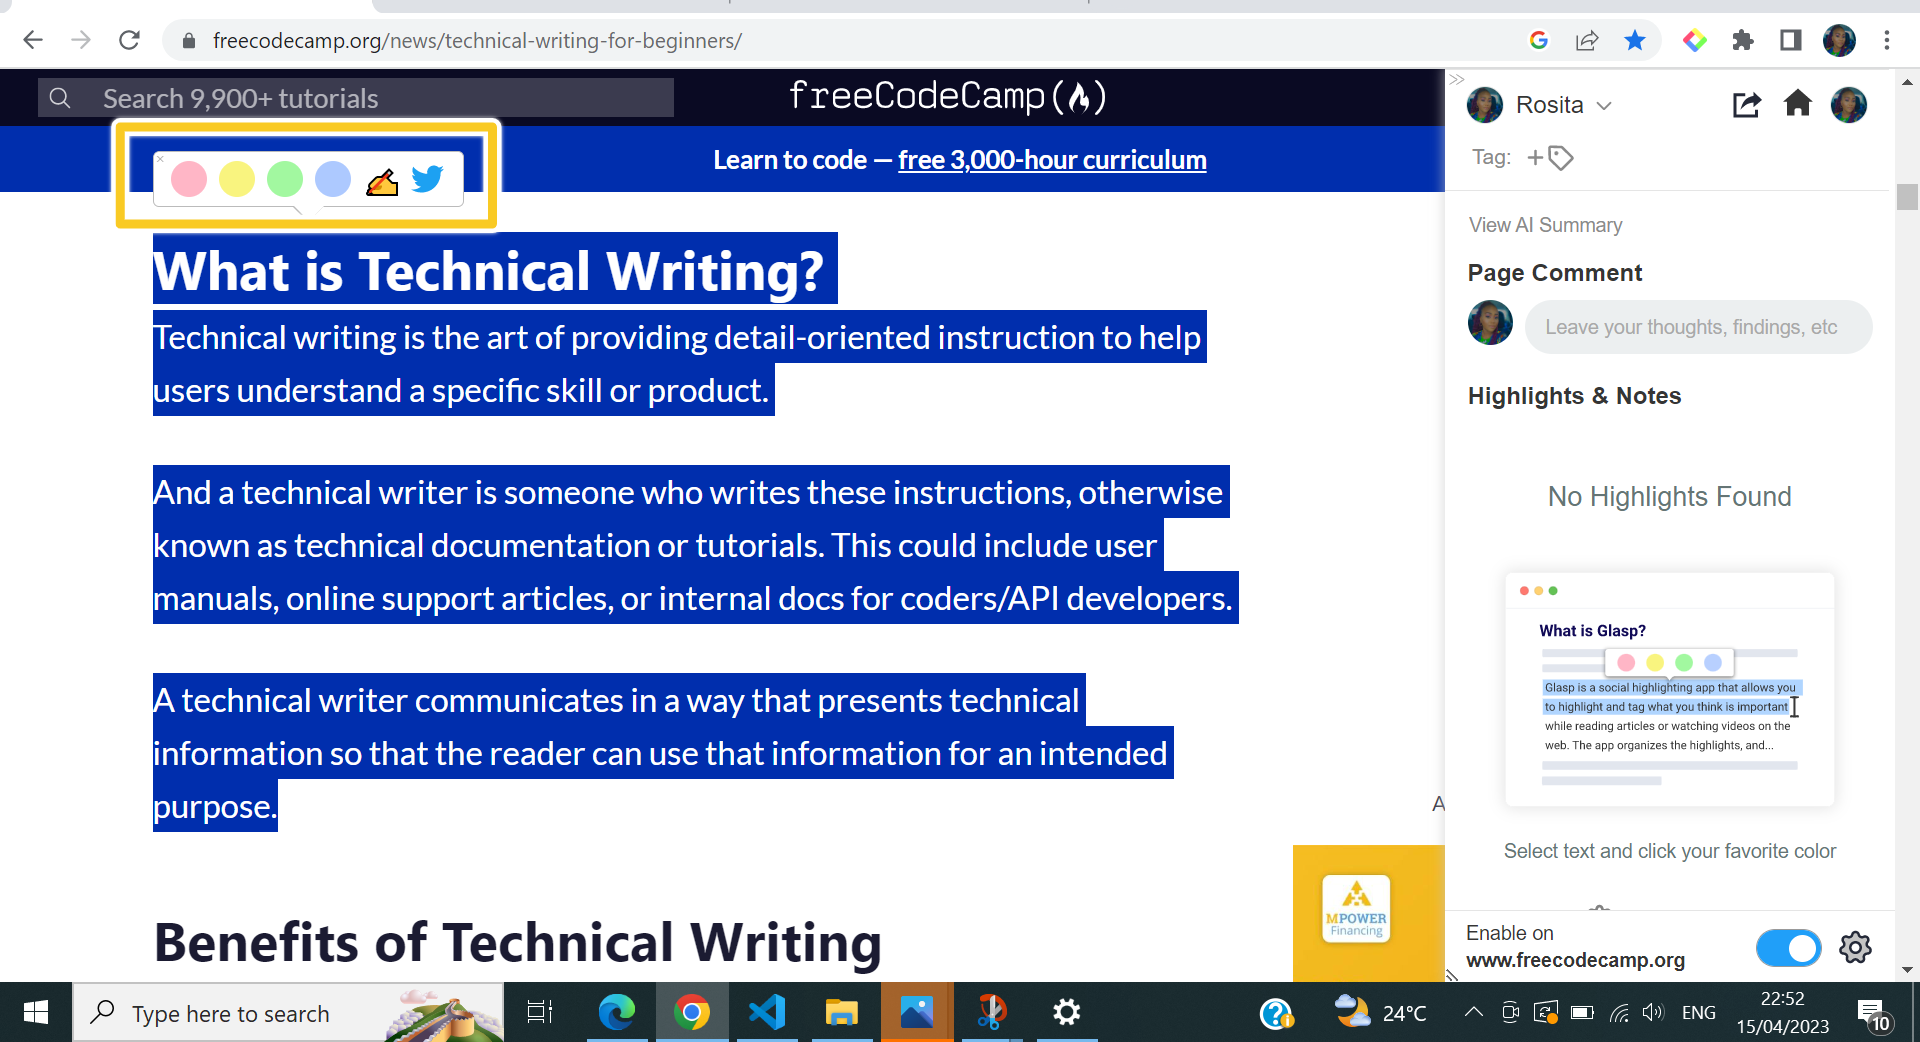 freecodecamp.org/news/technical-writing-for-beginners/
Search 9,900+ tutorials
freeCodeCamp(🔥)
Learn to code — free 3,000-hour curriculum
What is Technical Writing?
Technical writing is the art of providing detail-oriented instruction to help
users understand a specific skill or product.
And a technical writer is someone who writes these instructions, otherwise
known as technical documentation or tutorials. This could include user
manuals, online support articles, or internal docs for coders/API developers.
A technical writer communicates in a way that presents technical
information so that the reader can use that information for an intended
purpose.
Benefits of Technical Writing
A
MPOWER
Financing
Rosita
Tag:
View AI Summary
Page Comment
Leave your thoughts, findings, etc
Highlights & Notes
No Highlights Found
What is Glasp?
Glasp is a social highlighting app that allows you
to highlight and tag what you think is important
while reading articles or watching videos on the
web. The app organizes the highlights, and...
Select text and click your favorite color
Enable on
www.freecodecamp.org
Type here to search
24°C
ENG
22:52
15/04/2023
10